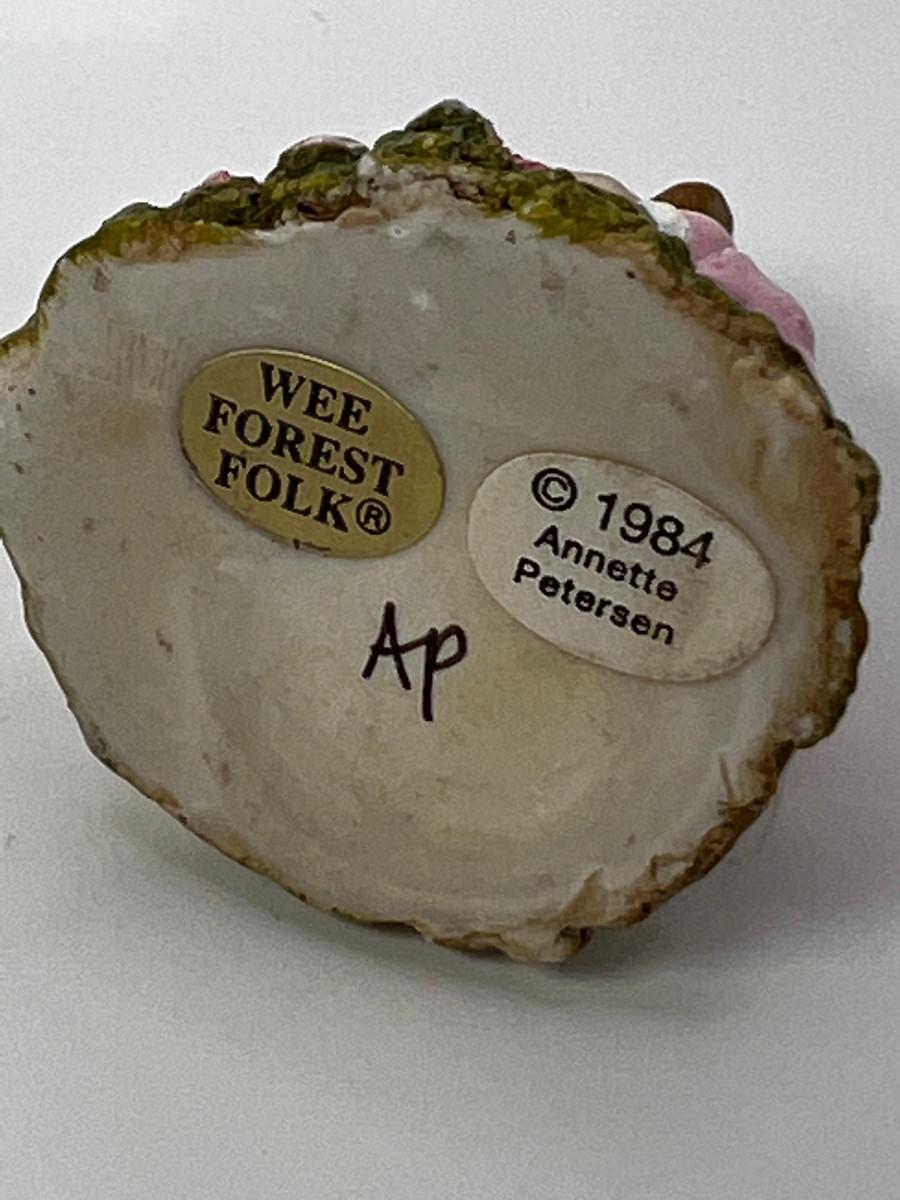 WEE
FOREST
FOLK®
© 1984
Annette
Petersen
AP